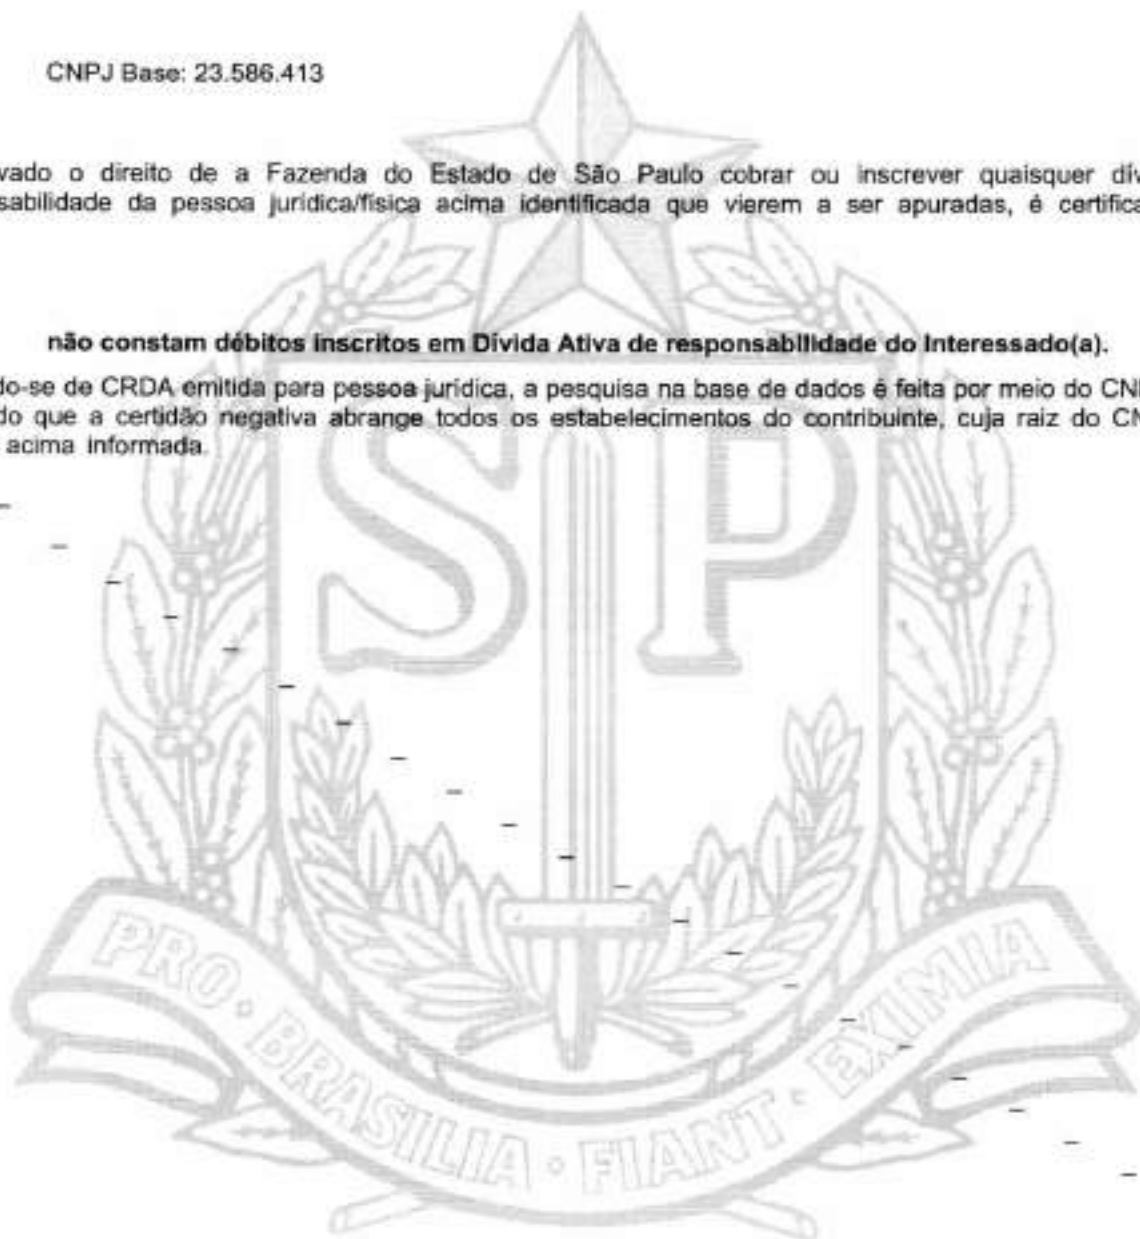 CNPJ Base: 23.586.413
vado o direito de a Fazenda do Estado de São Paulo cobrar ou inscrever quaisquer dív
sabilidade da pessoa jurídica/física acima identificada que vierem a ser apuradas, é certifica
não constam débitos inscritos em Dívida Ativa de responsabilidade do Interessado(a).
do-se de CRDA emitida para pessoa jurídica, a pesquisa na base de dados é feita por meio do CN
do que a certidão negativa abrange todos os estabelecimentos do contribuinte, cuja raiz do CN
acima informada.
SP
PRO · BRASILIA · FIANT · EXIMIA